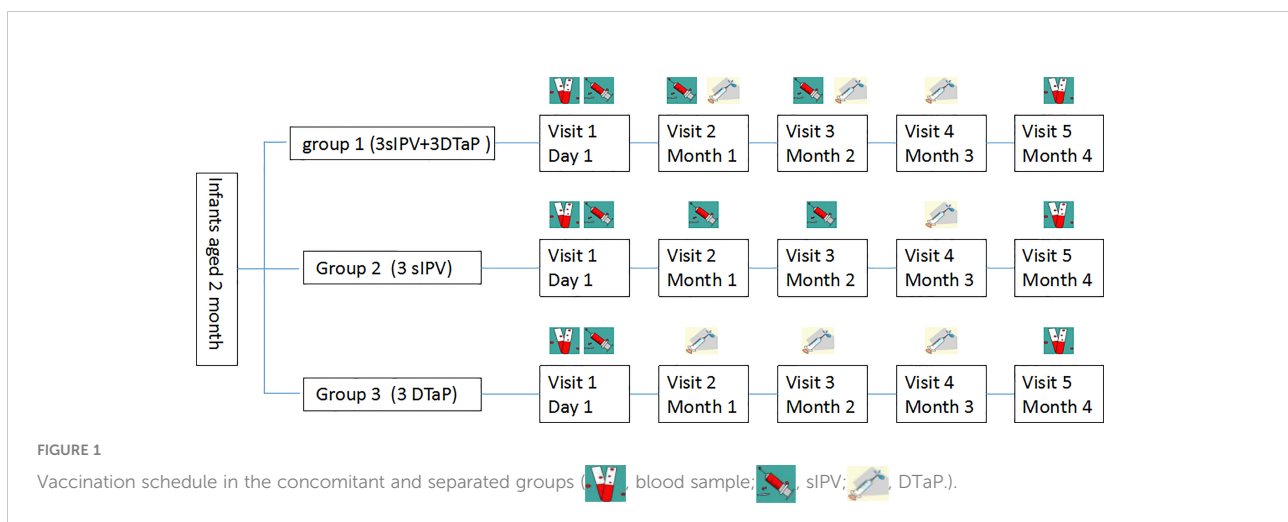 Infants aged 2 month
group 1 (3sIPV+3DTaP )
Visit 1
Day 1
Visit 2
Month 1
Visit 3
Month 2
Visit 4
Month 3
Visit 5
Month 4
Group 2 (3 sIPV)
Visit 1
Day 1
Visit 2
Month 1
Visit 3
Month 2
Visit 4
Month 3
Visit 5
Month 4
Group 3 (3 DTaP)
Visit 1
Day 1
Visit 2
Month 1
Visit 3
Month 2
Visit 4
Month 3
Visit 5
Month 4
FIGURE 1
Vaccination schedule in the concomitant and separated groups ( , blood sample; , sIPV; , DTaP.).